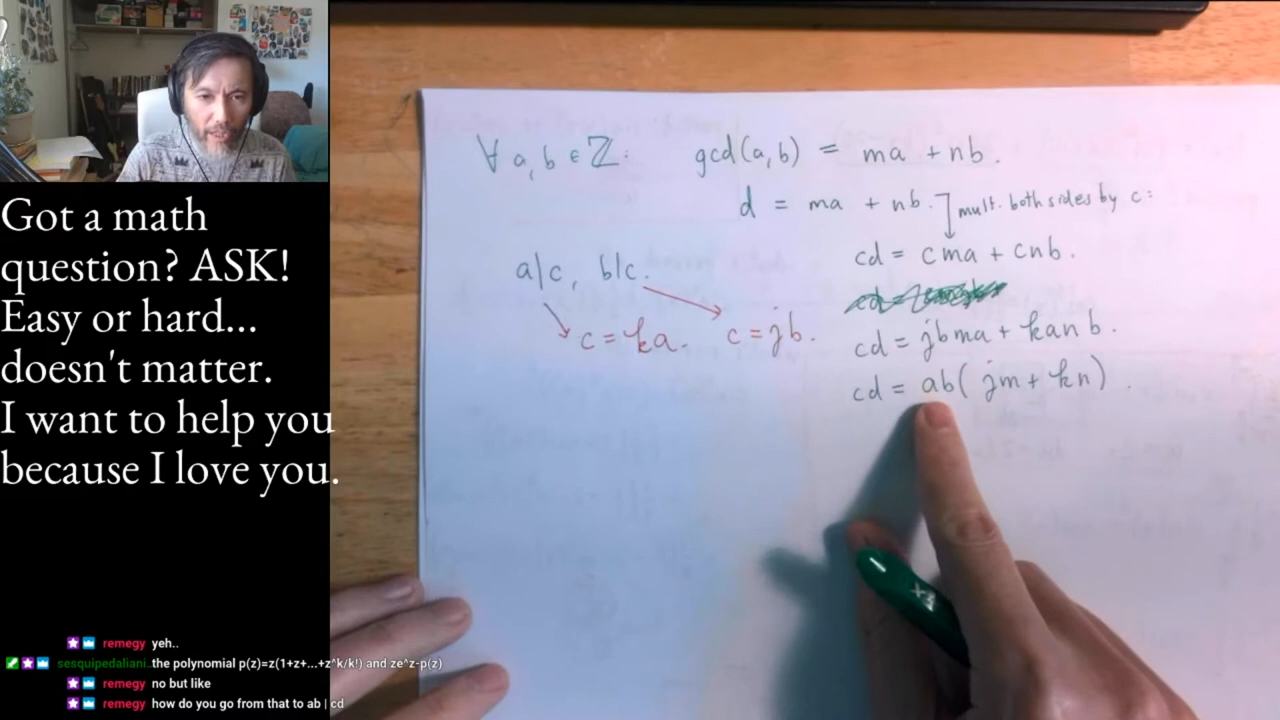 Got a math
question? ASK!
Easy or hard...
doesn't matter.
I want to help you
because I love you.
remegy yeh..
sesquipedaliani.. the polynomial p(z)=z(1+z+...+z^k/k!) and ze^z-p(z)
remegy no but like
remegy how do you go from that to ab | cd
∀ a, b ∈ ℤ: gcd(a, b) = ma + nb.
d = ma + nb. mult. both sides by c:
cd = cma + cnb.
a|c, b|c.
c = ka. c = jb.
cd = jbma + kanb.
cd = ab( jm + kn) .